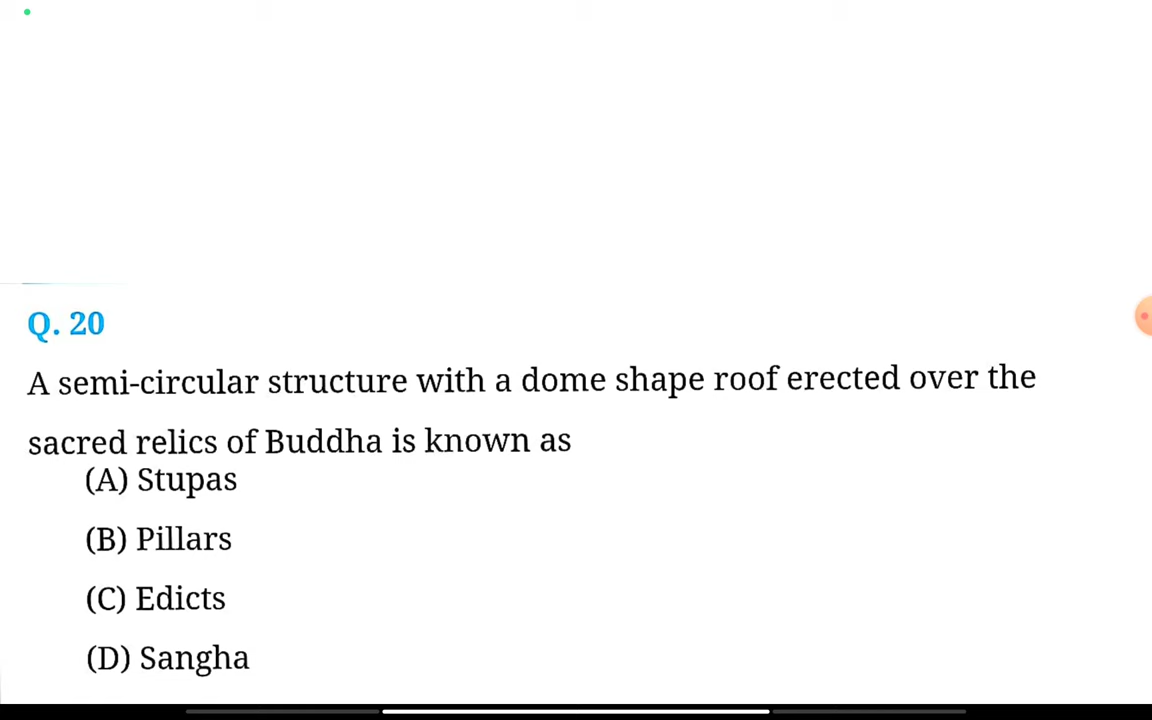 Q. 20
A semi-circular structure with a dome shape roof erected over the
sacred relics of Buddha is known as
(A) Stupas
(B) Pillars
(C) Edicts
(D) Sangha